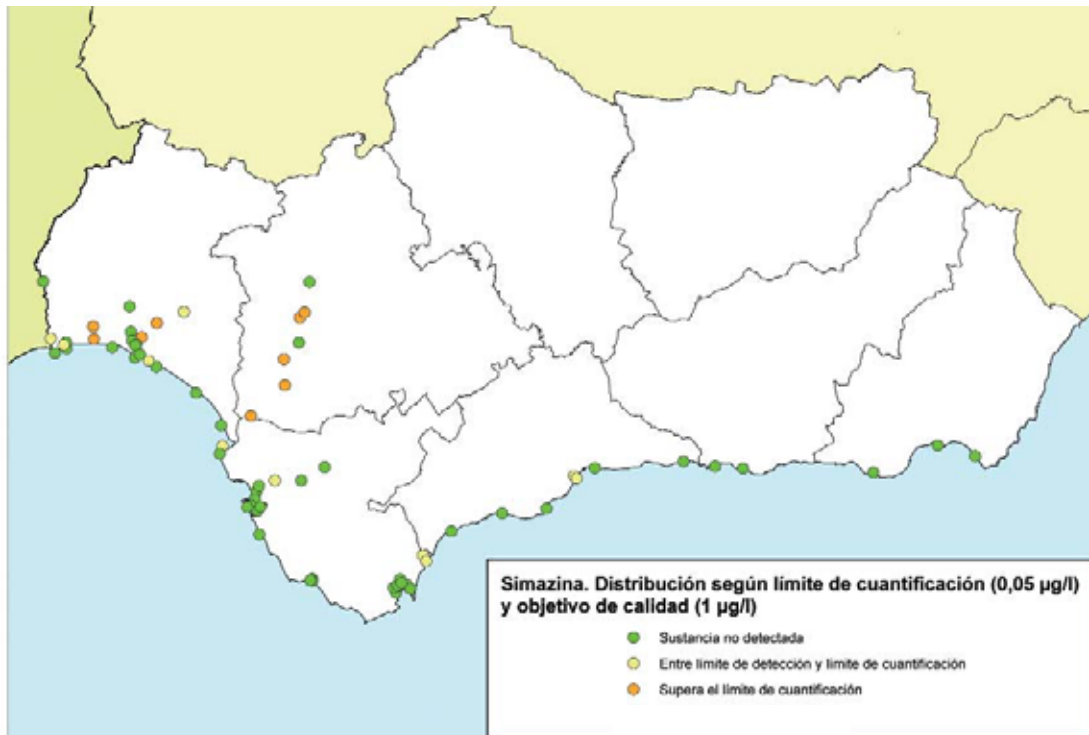 Simazina. Distribución según límite de cuantificación (0,05 µg/l)
y objetivo de calidad (1 µg/l)
Sustancia no detectada
Entre límite de detección y límite de cuantificación
Supera el límite de cuantificación